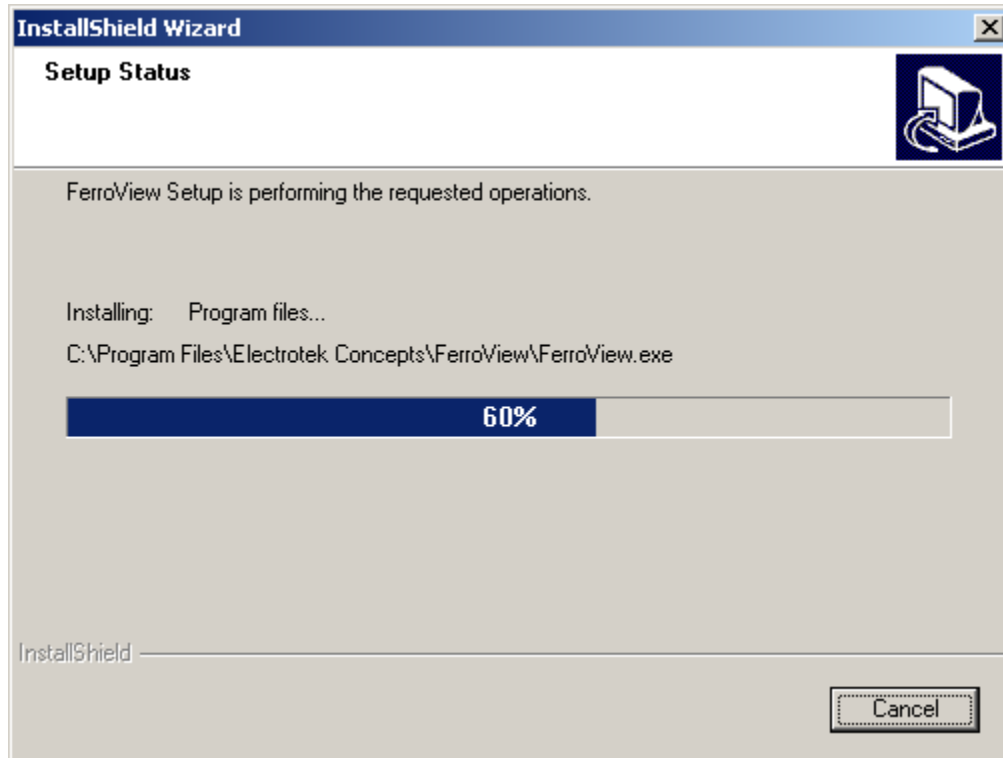 InstallShield Wizard
Setup Status
FerroView Setup is performing the requested operations.
Installing: Program files...
C:\Program Files\Electrotek Concepts\FerroView\FerroView.exe
60%
InstallShield
Cancel